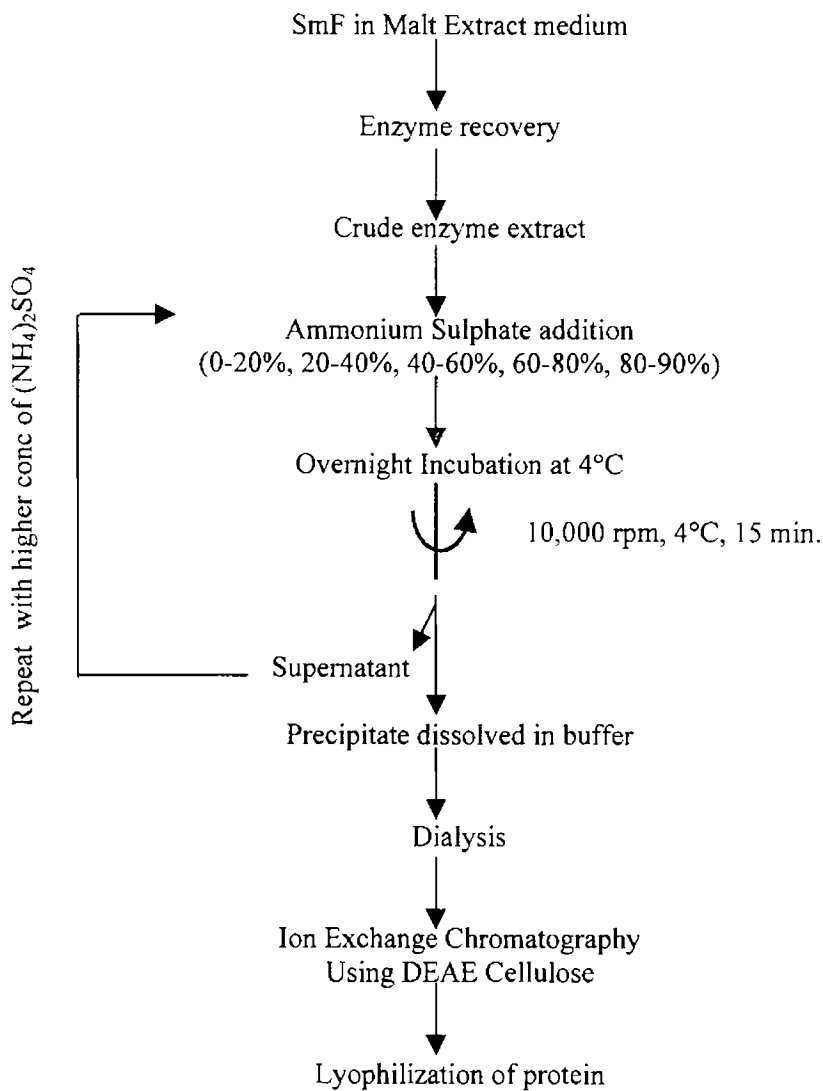 SmF in Malt Extract medium
Enzyme recovery
Crude enzyme extract
Ammonium Sulphate addition
(0-20%, 20-40%, 40-60%, 60-80%, 80-90%)
Overnight Incubation at 4°C
10,000 rpm, 4°C, 15 min.
Repeat with higher conc of (NH4)2SO4
Supernatant
Precipitate dissolved in buffer
Dialysis
Ion Exchange Chromatography
Using DEAE Cellulose
Lyophilization of protein